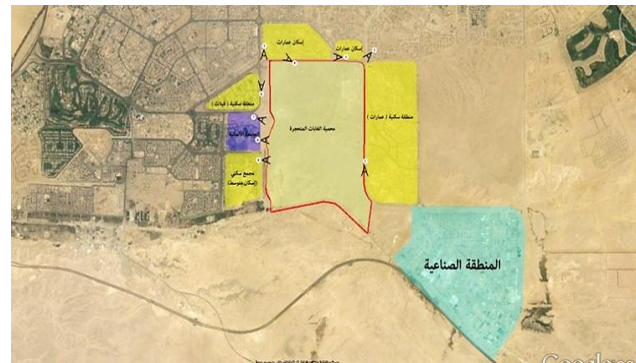 إسكان عمارات
إسكان عمارات
منطقة سكنية ( فيلات )
محمية الغابات المتحجرة
منطقة سكنية ( عمارات )
مجمع سكني
(إسكان متوسط)
المنطقة الصناعية
Google